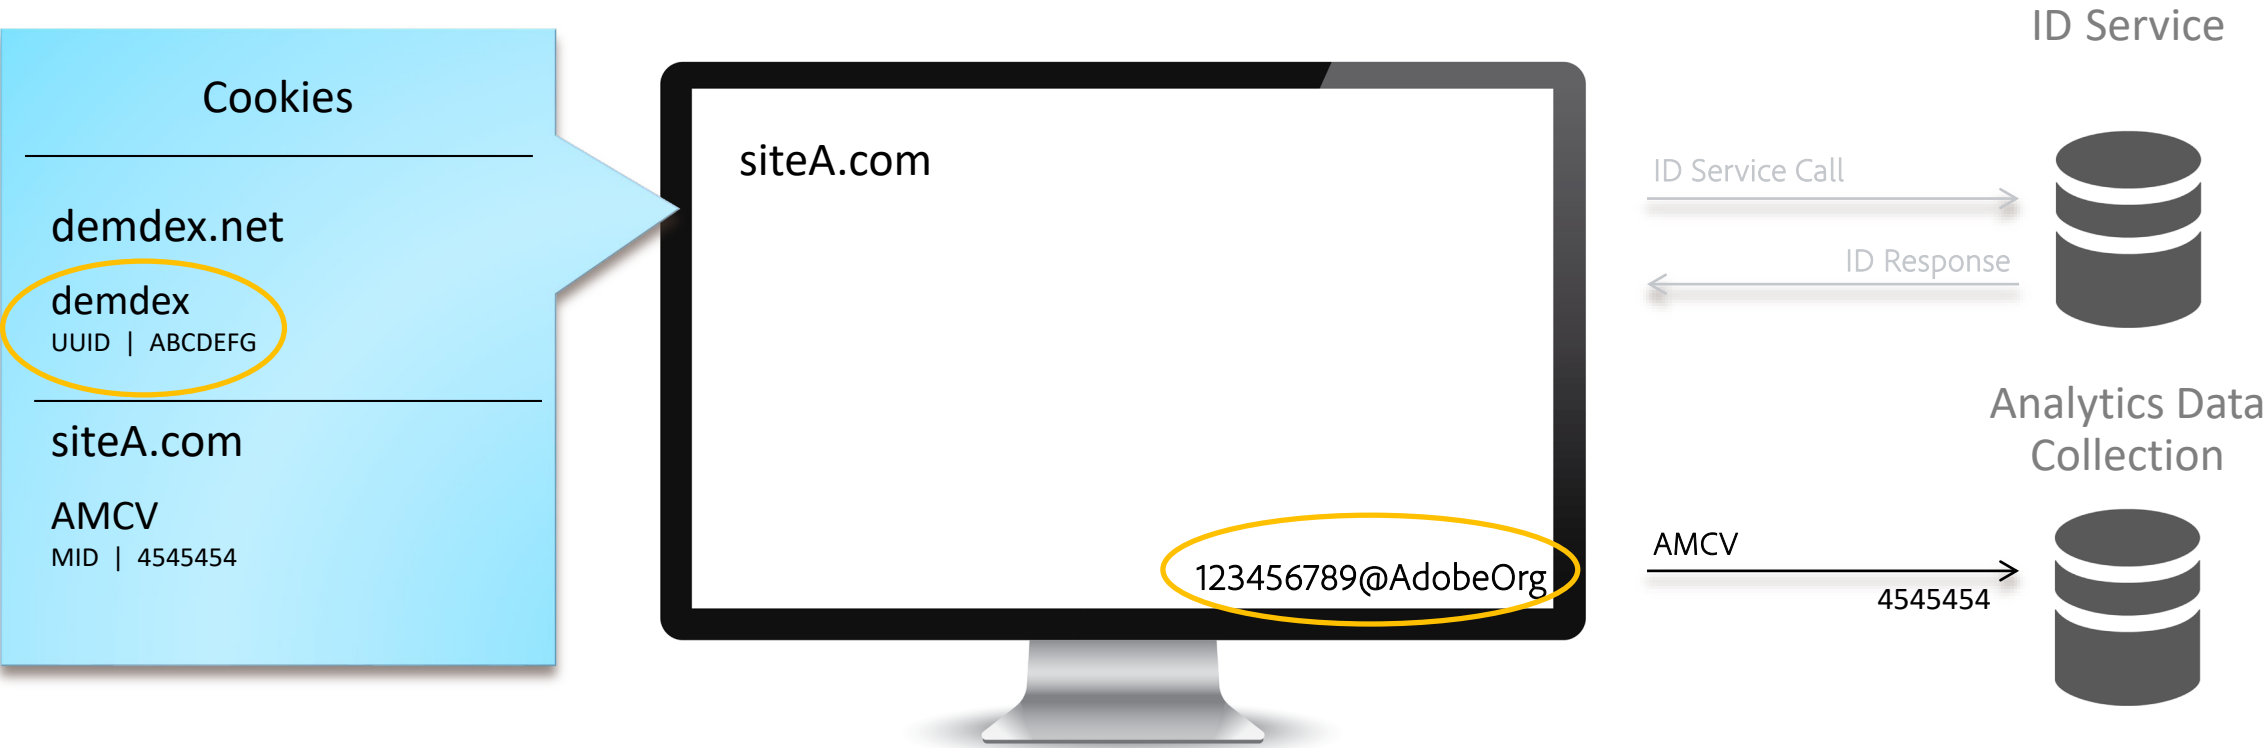 Cookies
demdex.net
demdex
UUID | ABCDEFG
siteA.com
AMCV
MID | 4545454
siteA.com
123456789@AdobeOrg
ID Service
ID Service Call
ID Response
Analytics Data
Collection
AMCV
4545454